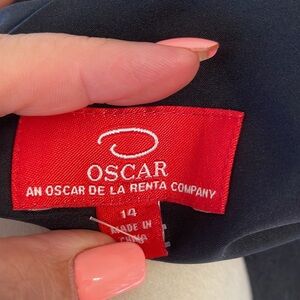 OSCAR
AN OSCAR DE LA RENTA COMPANY
14
MADE IN
CHINA